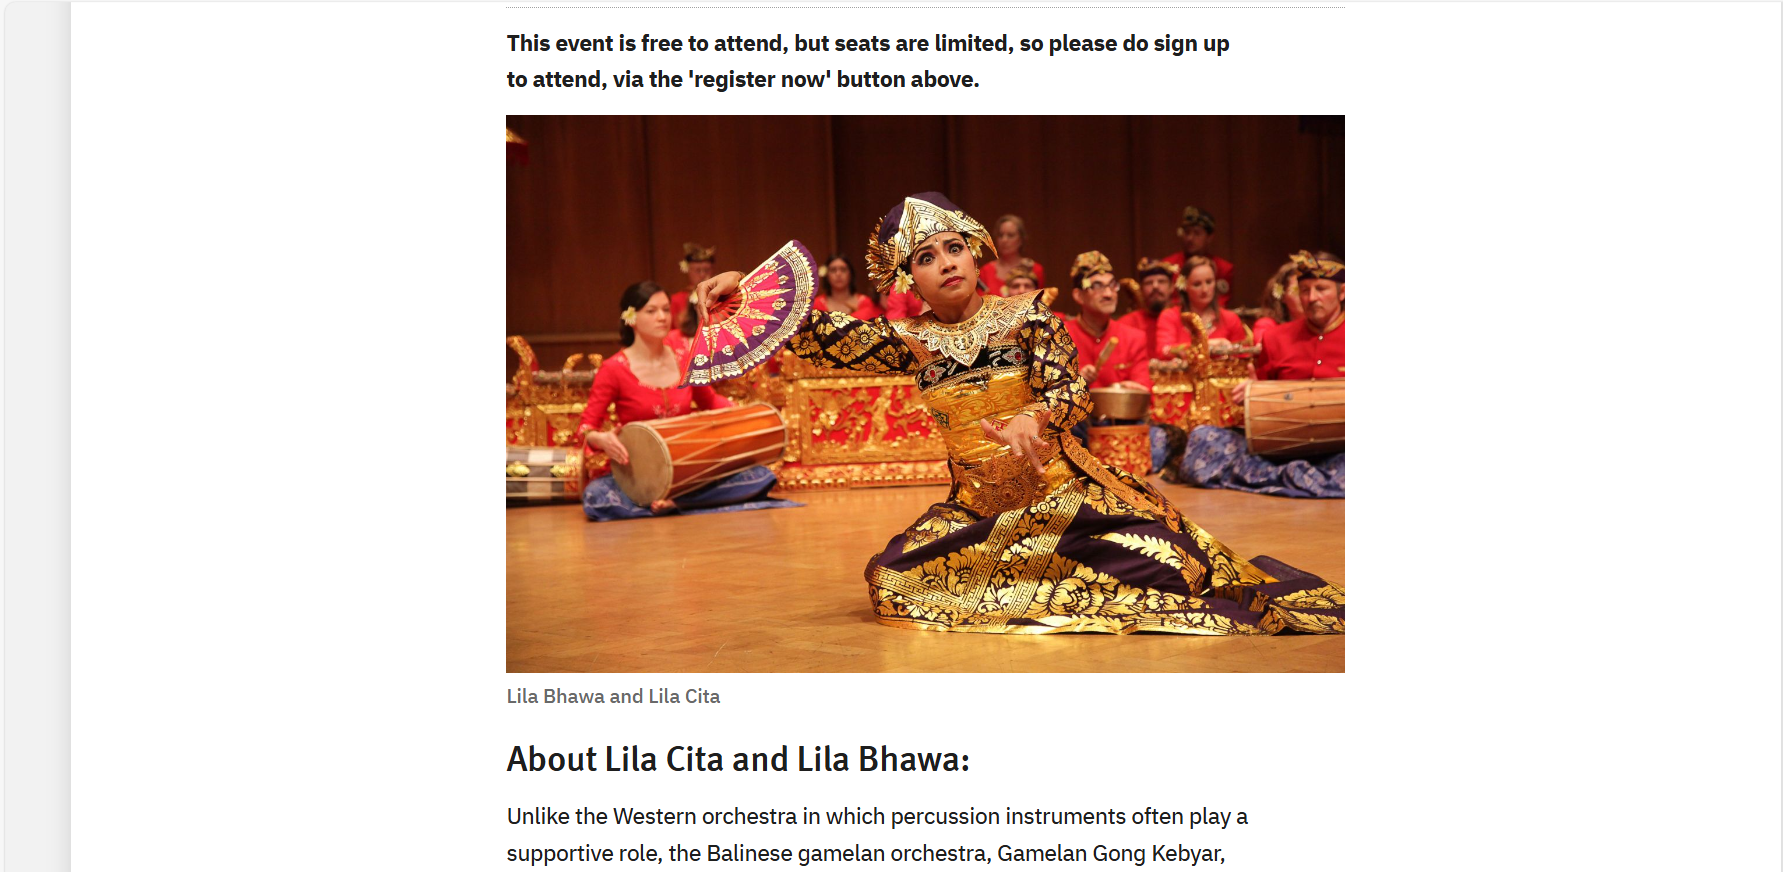 This event is free to attend, but seats are limited, so please do sign up
to attend, via the 'register now' button above.
Lila Bhawa and Lila Cita
About Lila Cita and Lila Bhawa:
Unlike the Western orchestra in which percussion instruments often play a
supportive role, the Balinese gamelan orchestra, Gamelan Gong Kebyar,